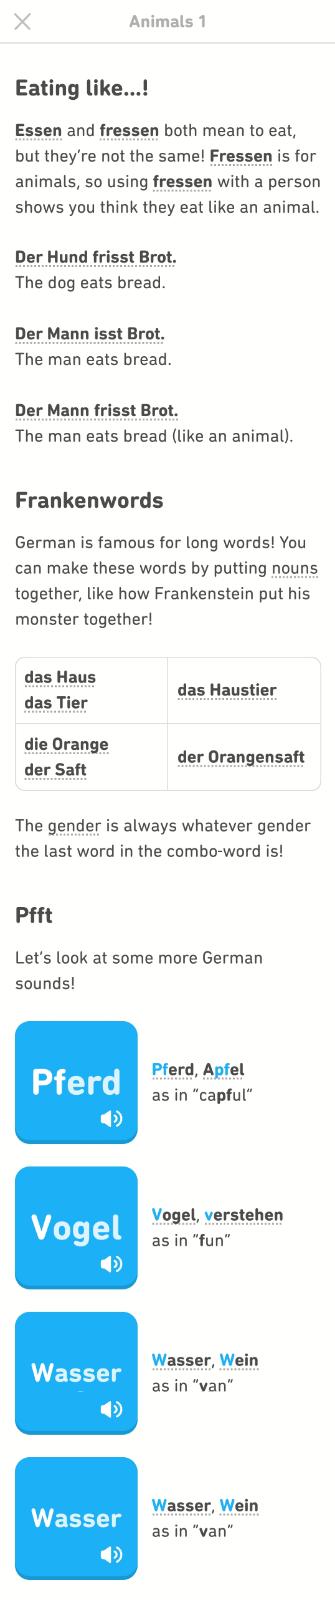 Animals 1
Eating like...!
Essen and fressen both mean to eat,
but they're not the same! Fressen is for
animals, so using fressen with a person
shows you think they eat like an animal.
Der Hund frisst Brot.
The dog eats bread.
Der Mann isst Brot.
The man eats bread.
Der Mann frisst Brot.
The man eats bread (like an animal).
Frankenwords
German is famous for long words! You
can make these words by putting nouns
together, like how Frankenstein put his
monster together!
das Haus
das Tier
das Haustier
die Orange
der Saft
der Orangensaft
The gender is always whatever gender
the last word in the combo-word is!
Pfft
Let's look at some more German
sounds!
Pferd
Pferd, Apfel
as in "capful"
Vogel
Vogel, verstehen
as in "fun"
Wasser
Wasser, Wein
as in "van"
Wasser
Wasser, Wein
as in "van"